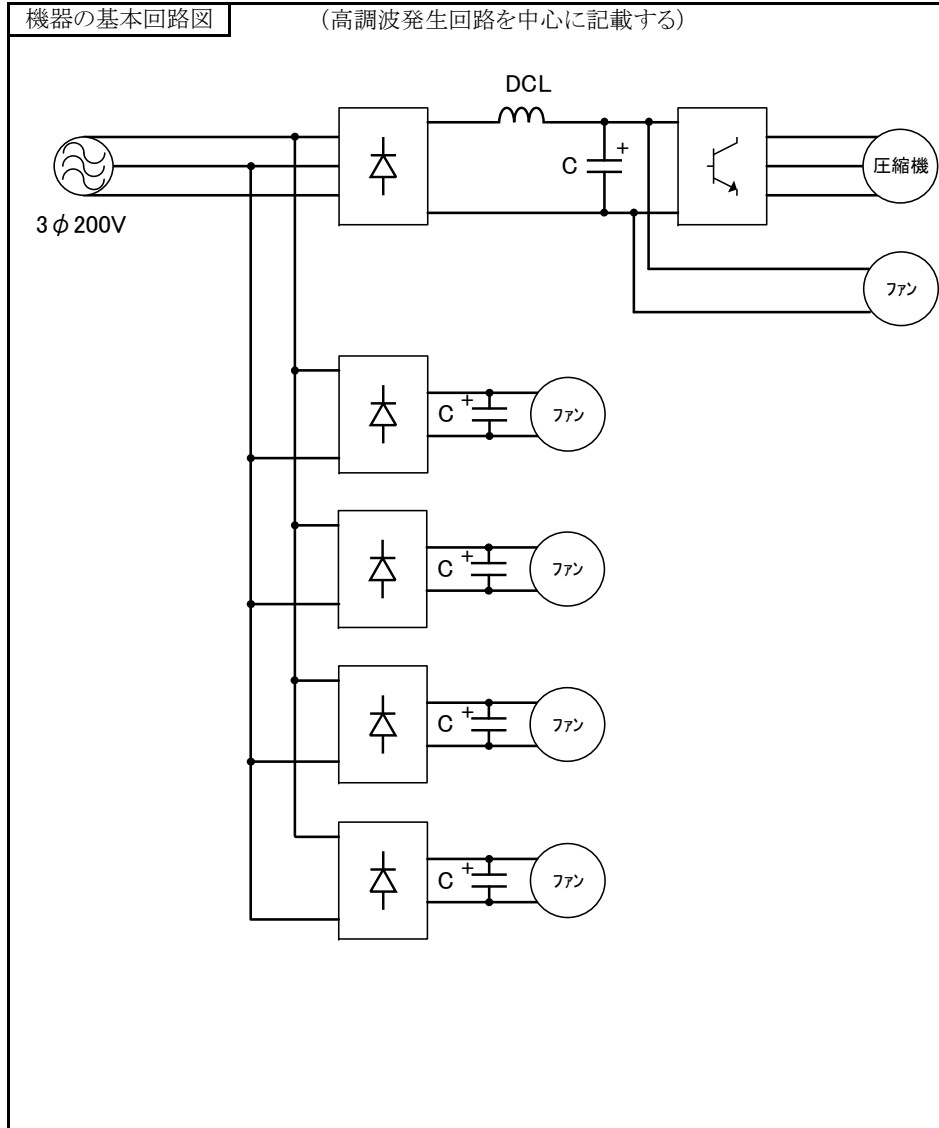 機器の基本回路図 (高調波発生回路を中心に記載する)
DCL
C +
圧縮機
3φ200V
ファン
C + ファン
C + ファン
C + ファン
C + ファン